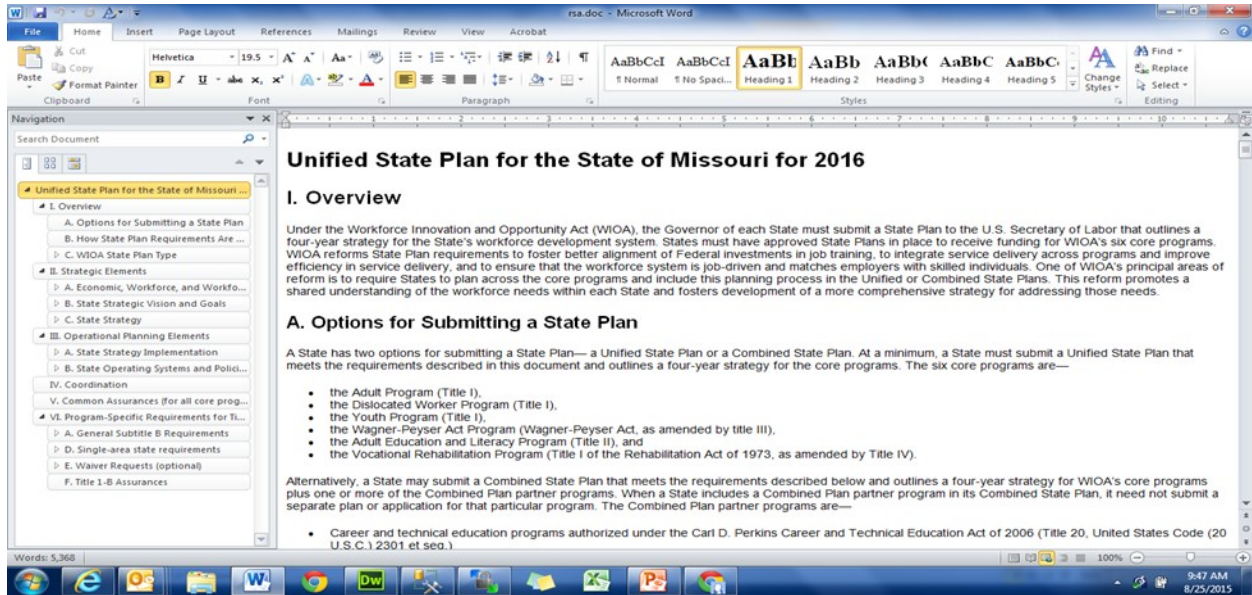 rsa.doc - Microsoft Word
File Home Insert Page Layout References Mailings Review View Acrobat
Cut
Copy
Format Painter
Paste
Clipboard
Helvetica 19.5
Font
Paragraph
AaBbCcI AaBbCcI AaBb AaBb AaBb( AaBbC AaBbC
¶ Normal ¶ No Spaci... Heading 1 Heading 2 Heading 3 Heading 4 Heading 5
Change Styles
Styles
Find
Replace
Select
Editing
Navigation
Search Document
Unified State Plan for the State of Missouri ...
I. Overview
A. Options for Submitting a State Plan
B. How State Plan Requirements Are ...
C. WIOA State Plan Type
II. Strategic Elements
A. Economic, Workforce, and Workfo...
B. State Strategic Vision and Goals
C. State Strategy
III. Operational Planning Elements
A. State Strategy Implementation
B. State Operating Systems and Polici...
IV. Coordination
V. Common Assurances (for all core prog...
VI. Program-Specific Requirements for Ti...
A. General Subtitle B Requirements
D. Single-area state requirements
E. Waiver Requests (optional)
F. Title 1-B Assurances
Unified State Plan for the State of Missouri for 2016
I. Overview
Under the Workforce Innovation and Opportunity Act (WIOA), the Governor of each State must submit a State Plan to the U.S. Secretary of Labor that outlines a
four-year strategy for the State's workforce development system. States must have approved State Plans in place to receive funding for WIOA's six core programs.
WIOA reforms State Plan requirements to foster better alignment of Federal investments in job training, to integrate service delivery across programs and improve
efficiency in service delivery, and to ensure that the workforce system is job-driven and matches employers with skilled individuals. One of WIOA's principal areas of
reform is to require States to plan across the core programs and include this planning process in the Unified or Combined State Plans. This reform promotes a
shared understanding of the workforce needs within each State and fosters development of a more comprehensive strategy for addressing those needs.
A. Options for Submitting a State Plan
A State has two options for submitting a State Plan— a Unified State Plan or a Combined State Plan. At a minimum, a State must submit a Unified State Plan that
meets the requirements described in this document and outlines a four-year strategy for the core programs. The six core programs are—
• the Adult Program (Title I),
• the Dislocated Worker Program (Title I),
• the Youth Program (Title I),
• the Wagner-Peyser Act Program (Wagner-Peyser Act, as amended by title III),
• the Adult Education and Literacy Program (Title II), and
• the Vocational Rehabilitation Program (Title I of the Rehabilitation Act of 1973, as amended by Title IV).
Alternatively, a State may submit a Combined State Plan that meets the requirements described below and outlines a four-year strategy for WIOA's core programs
plus one or more of the Combined Plan partner programs. When a State includes a Combined Plan partner program in its Combined State Plan, it need not submit a
separate plan or application for that particular program. The Combined Plan partner programs are—
• Career and technical education programs authorized under the Carl D. Perkins Career and Technical Education Act of 2006 (Title 20, United States Code (20
U.S.C.) 2301 et seq.)
Words: 5,368
100%
9:47 AM
8/25/2015